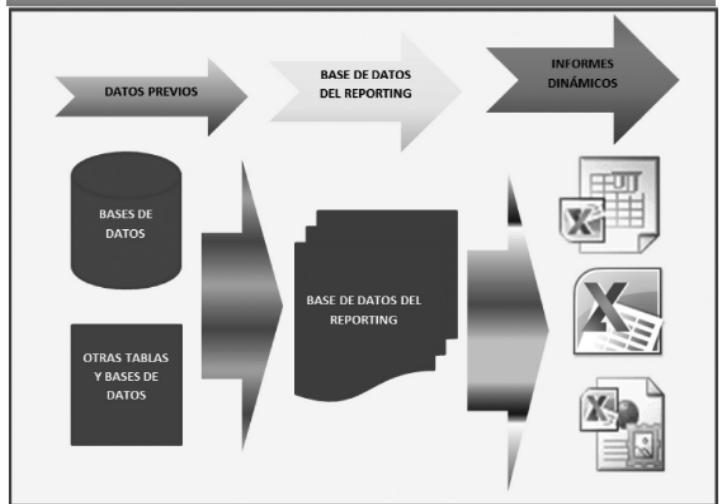 DATOS PREVIOS
BASE DE DATOS
DEL REPORTING
INFORMES
DINÁMICOS
BASES DE
DATOS
OTRAS TABLAS
Y BASES DE
DATOS
BASE DE DATOS DEL
REPORTING